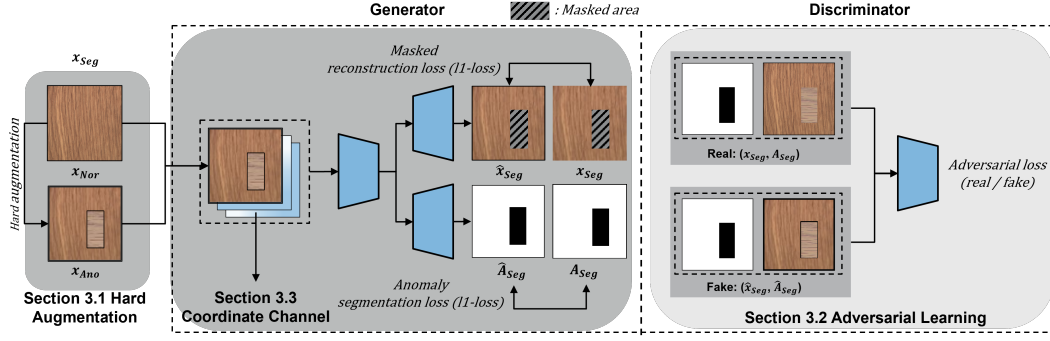 Generator
: Masked area
Discriminator
x_Seg
Hard augmentation
x_Nor
x_Ano
Section 3.1 Hard
Augmentation
Section 3.3
Coordinate Channel
Masked
reconstruction loss (l1-loss)
x̂_Seg
x_Seg
Â_Seg
A_Seg
Anomaly
segmentation loss (l1-loss)
Real: (x_Seg, A_Seg)
Fake: (x̂_Seg, Â_Seg)
Adversarial loss
(real / fake)
Section 3.2 Adversarial Learning